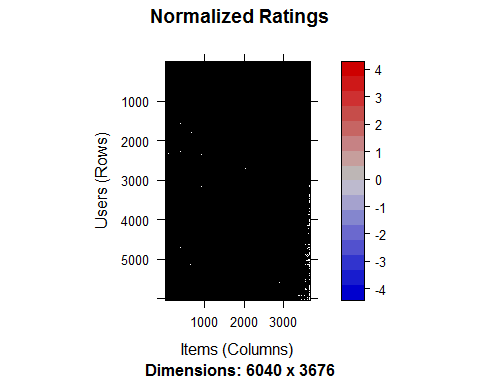 Normalized Ratings
1000
2000
3000
4000
5000
Users (Rows)
1000 2000 3000
Items (Columns)
Dimensions: 6040 x 3676
4
3
2
1
0
-1
-2
-3
-4